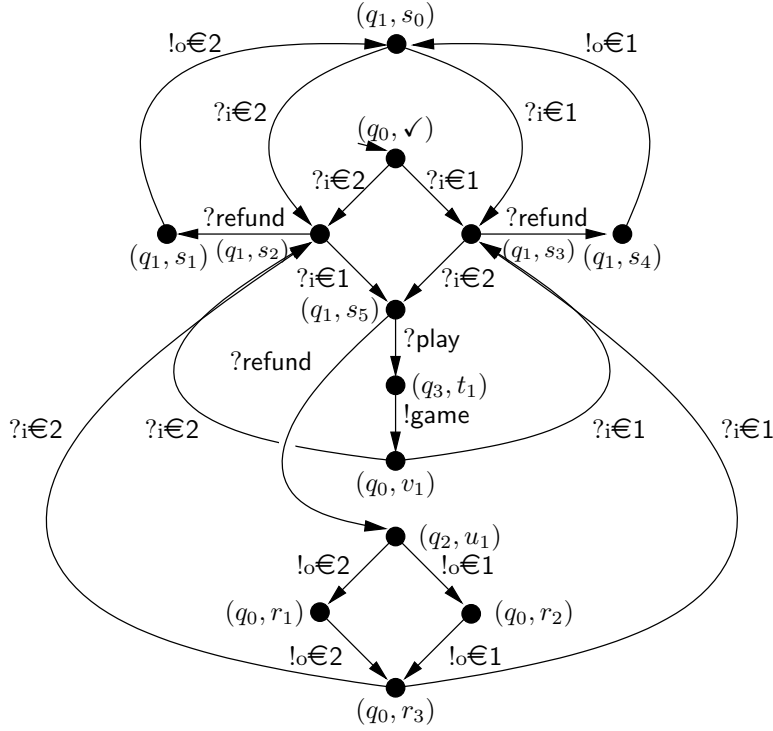 (q₁, s₀)
!ₒ€2
!ₒ€1
?ᵢ€2
?ᵢ€1
(q₀, ✓)
?ᵢ€2
?ᵢ€1
?refund
?refund
(q₁, s₁)
(q₁, s₂)
(q₁, s₃)
(q₁, s₄)
?ᵢ€1
?ᵢ€2
(q₁, s₅)
?play
?refund
(q₃, t₁)
!game
?ᵢ€2
?ᵢ€2
?ᵢ€1
?ᵢ€1
(q₀, v₁)
(q₂, u₁)
!ₒ€2
!ₒ€1
(q₀, r₁)
(q₀, r₂)
!ₒ€2
!ₒ€1
(q₀, r₃)